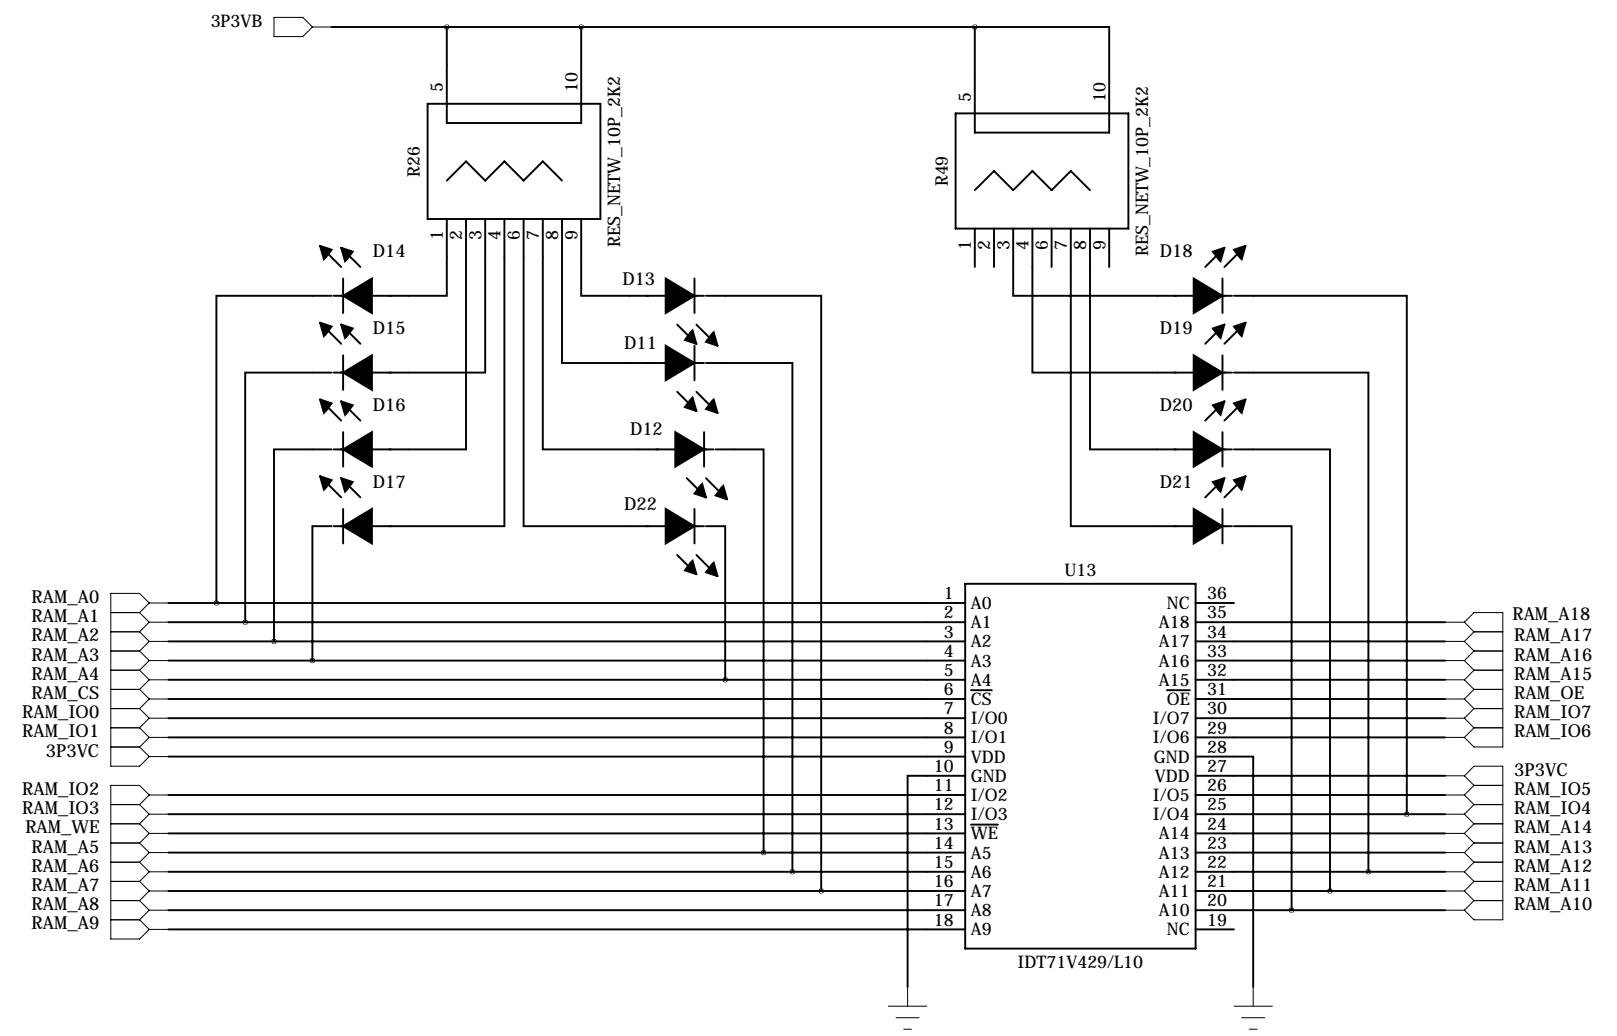 3P3VB
5
10
R26
RES_NETW_10P_2K2
1
2
3
4
6
7
8
9
5
10
R49
RES_NETW_10P_2K2
1
2
3
4
6
7
8
9
D14
D15
D16
D17
D13
D11
D12
D22
D18
D19
D20
D21
U13
RAM_A0 1 A0
RAM_A1 2 A1
RAM_A2 3 A2
RAM_A3 4 A3
RAM_A4 5 A4
RAM_CS 6 CS
RAM_IO0 7 I/O0
RAM_IO1 8 I/O1
3P3VC 9 VDD
10 GND
RAM_IO2 11 I/O2
RAM_IO3 12 I/O3
RAM_WE 13 WE
RAM_A5 14 A5
RAM_A6 15 A6
RAM_A7 16 A7
RAM_A8 17 A8
RAM_A9 18 A9
NC 36
A18 35 RAM_A18
A17 34 RAM_A17
A16 33 RAM_A16
A15 32 RAM_A15
OE 31 RAM_OE
I/O7 30 RAM_IO7
I/O6 29 RAM_IO6
GND 28
VDD 27 3P3VC
I/O5 26 RAM_IO5
I/O4 25 RAM_IO4
A14 24 RAM_A14
A13 23 RAM_A13
A12 22 RAM_A12
A11 21 RAM_A11
A10 20 RAM_A10
NC 19
IDT71V429/L10